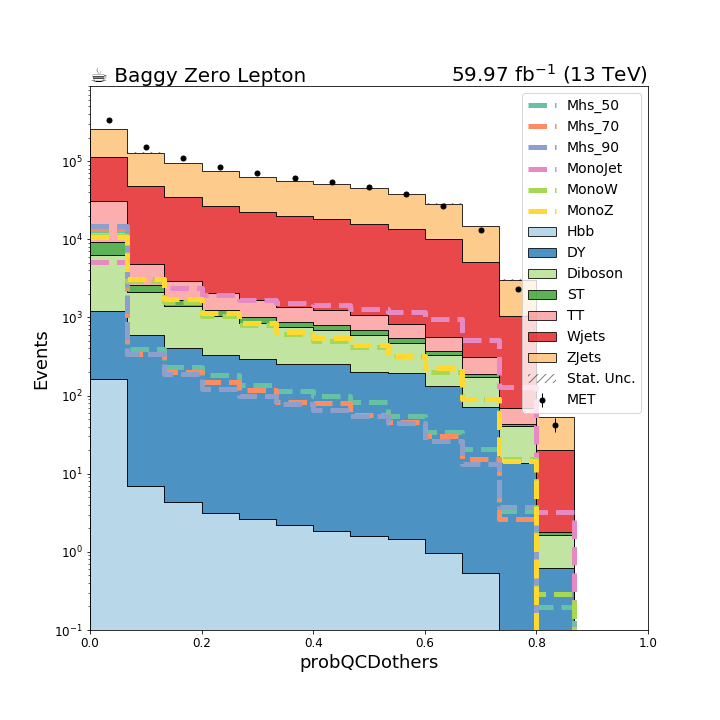 ☕ Baggy Zero Lepton
59.97 fb⁻¹ (13 TeV)
Mhs_50
Mhs_70
Mhs_90
MonoJet
MonoW
MonoZ
Hbb
DY
Diboson
ST
TT
Wjets
ZJets
Stat. Unc.
MET
Events
10⁵
10⁴
10³
10²
10¹
10⁰
10⁻¹
0.0 0.2 0.4 0.6 0.8 1.0
probQCDothers